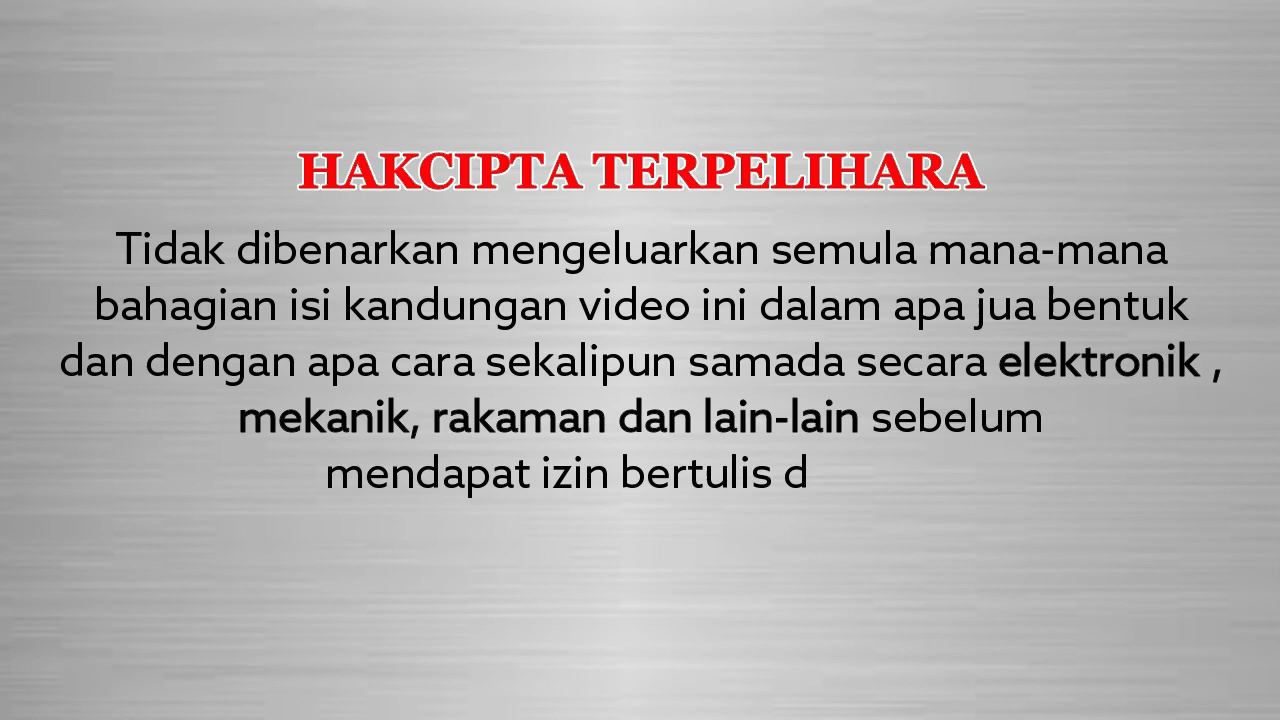 HAKCIPTA TERPELIHARA
Tidak dibenarkan mengeluarkan semula mana-mana
bahagian isi kandungan video ini dalam apa jua bentuk
dan dengan apa cara sekalipun samada secara elektronik ,
mekanik, rakaman dan lain-lain sebelum
mendapat izin bertulis d